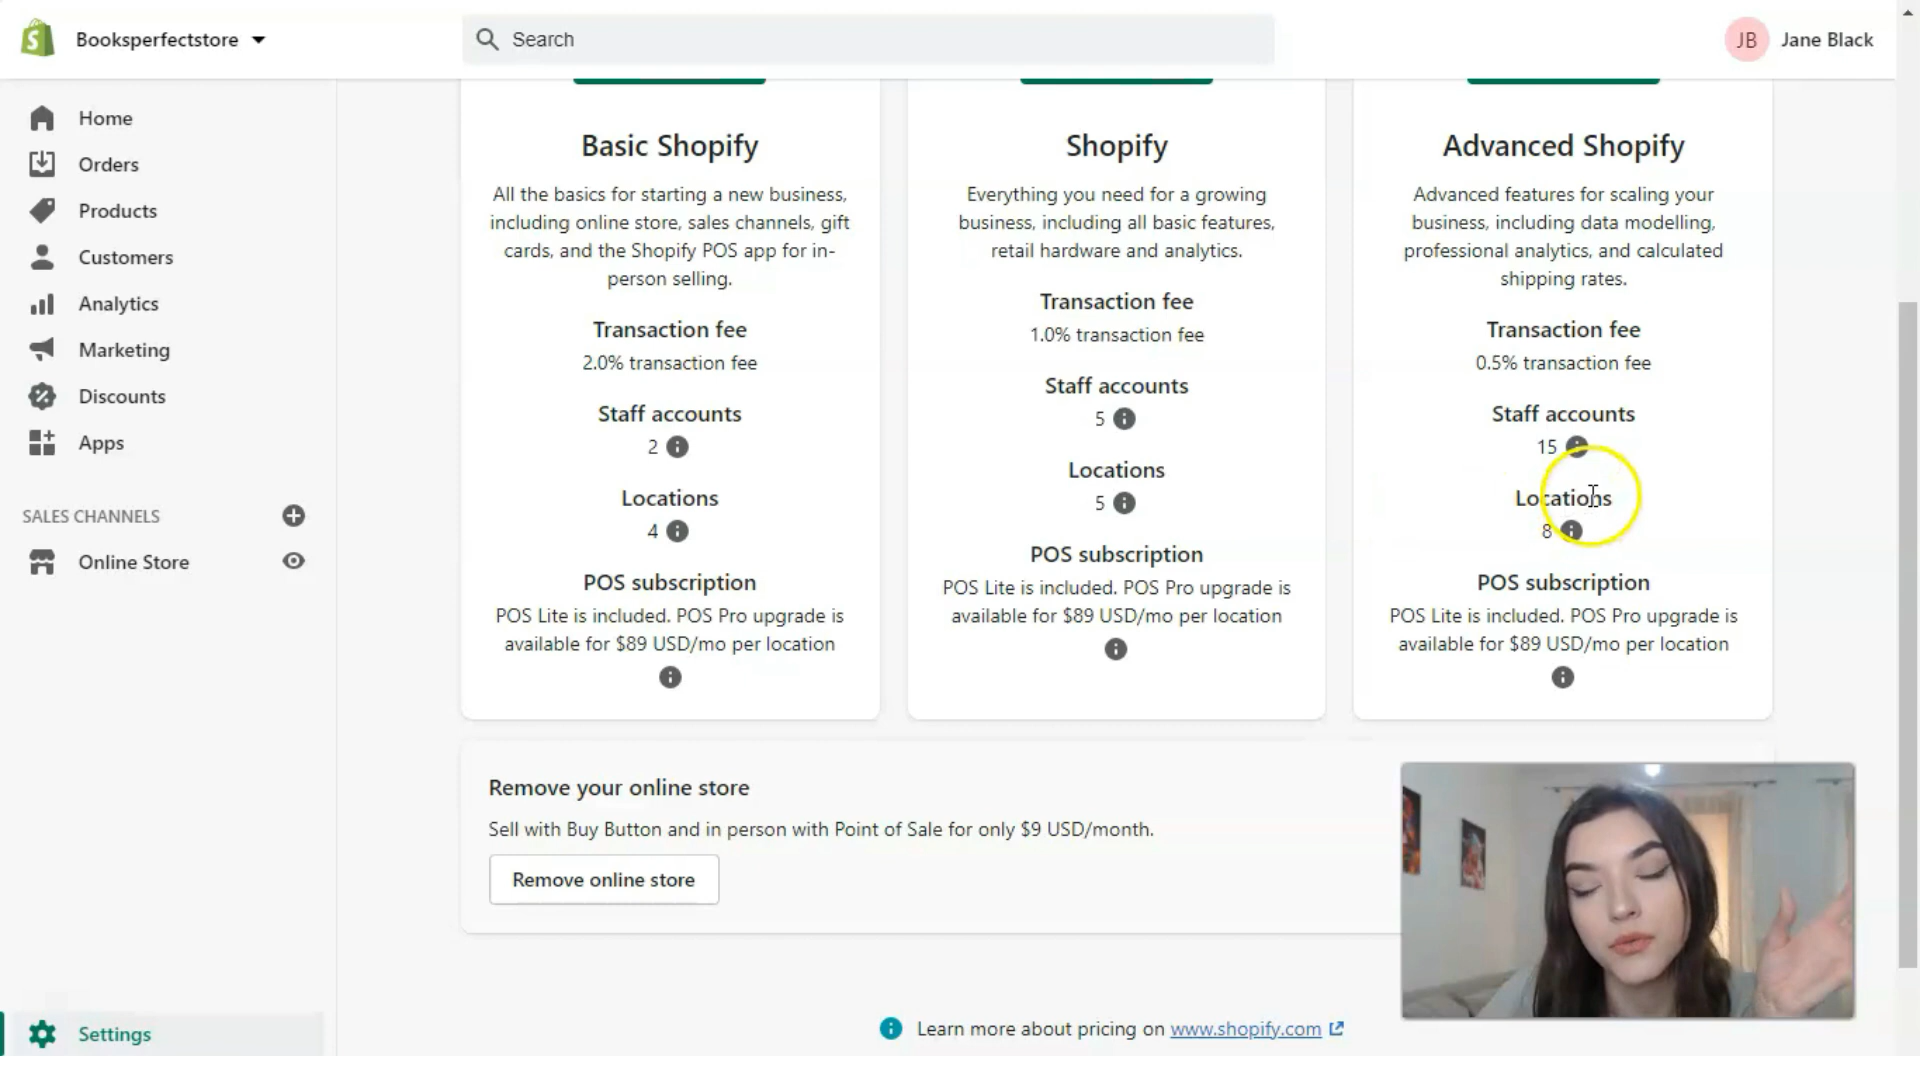 Booksperfectstore
Search
JB Jane Black
Home
Orders
Products
Customers
Analytics
Marketing
Discounts
Apps
SALES CHANNELS
Online Store
Settings
Basic Shopify
All the basics for starting a new business,
including online store, sales channels, gift
cards, and the Shopify POS app for in-
person selling.
Transaction fee
2.0% transaction fee
Staff accounts
2
Locations
4
POS subscription
POS Lite is included. POS Pro upgrade is
available for $89 USD/mo per location
Shopify
Everything you need for a growing
business, including all basic features,
retail hardware and analytics.
Transaction fee
1.0% transaction fee
Staff accounts
5
Locations
5
POS subscription
POS Lite is included. POS Pro upgrade is
available for $89 USD/mo per location
Advanced Shopify
Advanced features for scaling your
business, including data modelling,
professional analytics, and calculated
shipping rates.
Transaction fee
0.5% transaction fee
Staff accounts
15
Locations
8
POS subscription
POS Lite is included. POS Pro upgrade is
available for $89 USD/mo per location
Remove your online store
Sell with Buy Button and in person with Point of Sale for only $9 USD/month.
Remove online store
Learn more about pricing on www.shopify.com